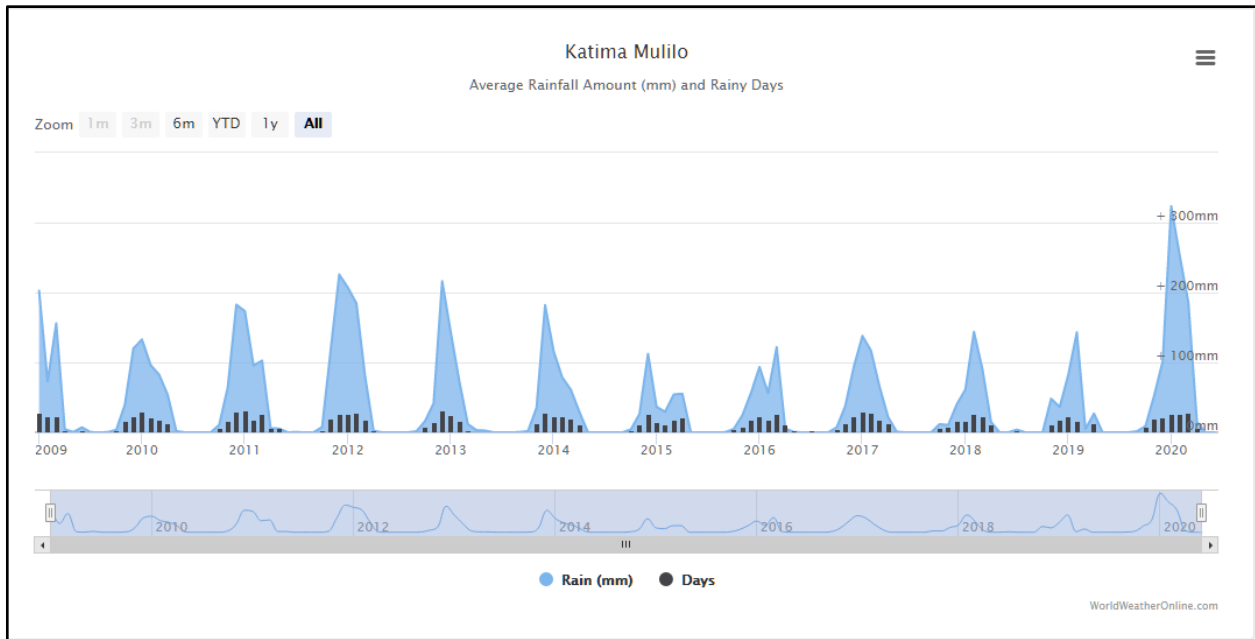 Katima Mulilo
Average Rainfall Amount (mm) and Rainy Days
Zoom 1m 3m 6m YTD 1y All
+ 300mm
+ 200mm
+ 100mm
0mm
2009 2010 2011 2012 2013 2014 2015 2016 2017 2018 2019 2020
2010 2012 2014 2016 2018 2020
Rain (mm) Days
WorldWeatherOnline.com